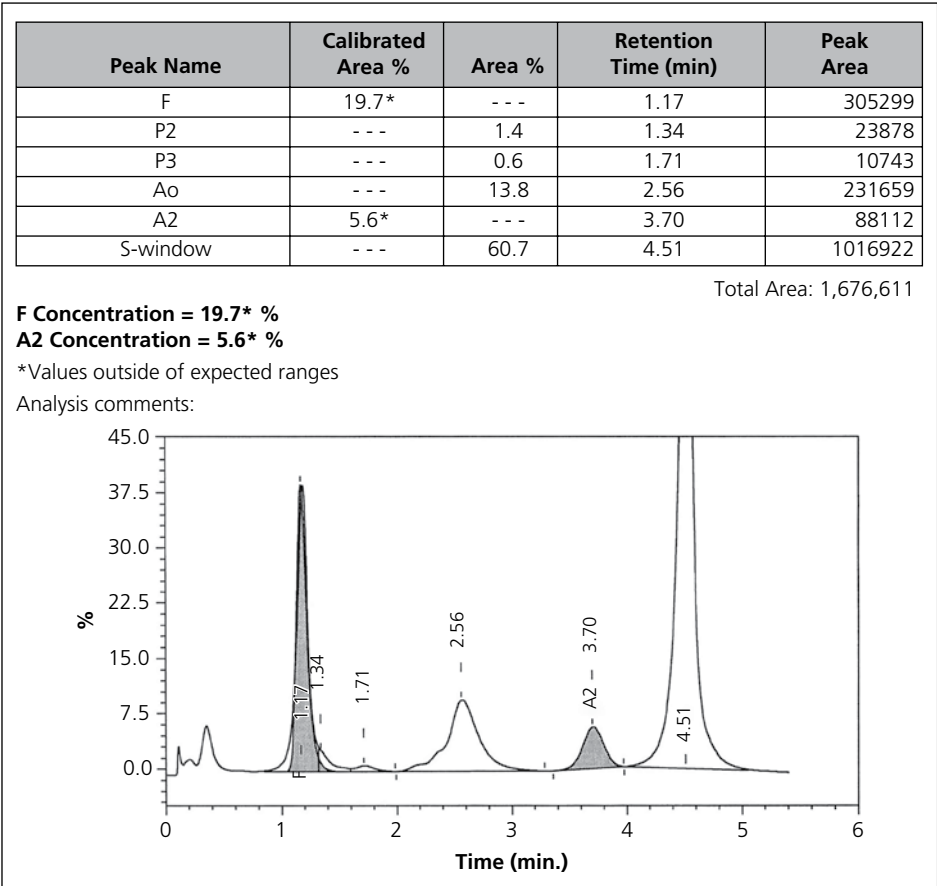 Peak Name Calibrated Area % Area % Retention Time (min) Peak Area
F 19.7* - - - 1.17 305299
P2 - - - 1.4 1.34 23878
P3 - - - 0.6 1.71 10743
Ao - - - 13.8 2.56 231659
A2 5.6* - - - 3.70 88112
S-window - - - 60.7 4.51 1016922
Total Area: 1,676,611
F Concentration = 19.7* %
A2 Concentration = 5.6* %
*Values outside of expected ranges
Analysis comments:
45.0
37.5
30.0
22.5
15.0
7.5
0.0
%
F
1.17
1.34
1.71
2.56
A2
3.70
4.51
0 1 2 3 4 5 6
Time (min.)